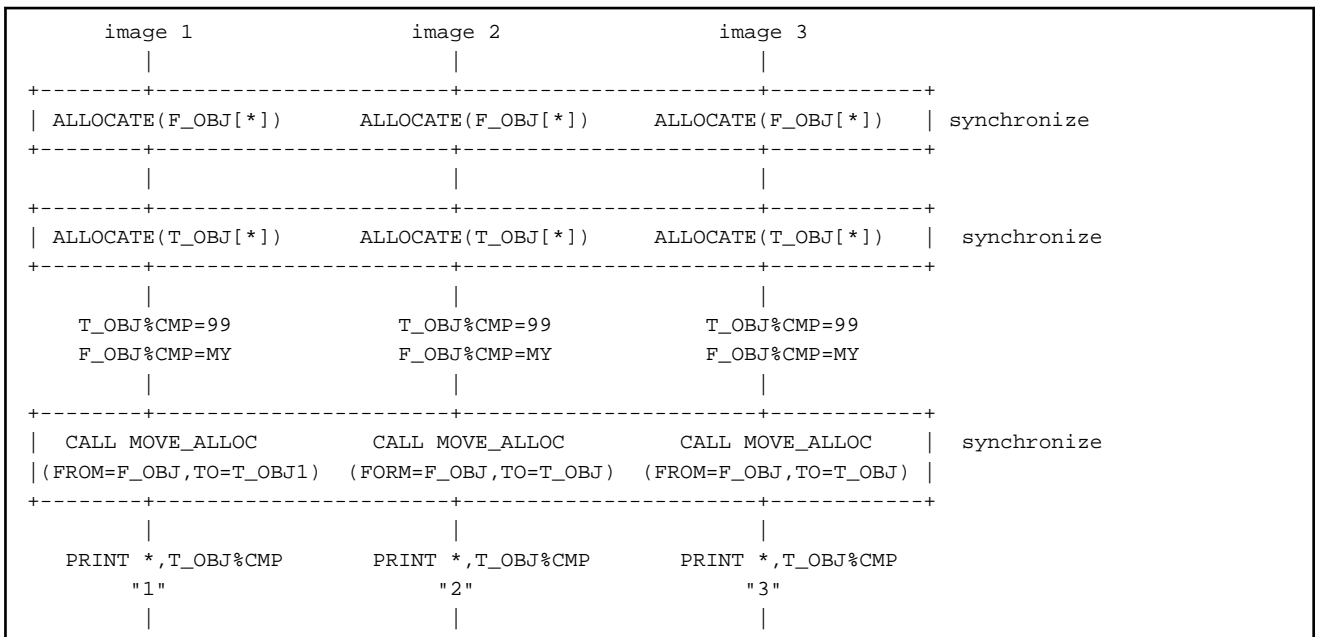 image 1 image 2 image 3
| | |
+--------+-----------------------+-----------------------+------------+
| ALLOCATE(F_OBJ[*]) ALLOCATE(F_OBJ[*]) ALLOCATE(F_OBJ[*]) | synchronize
+--------+-----------------------+-----------------------+------------+
| | |
+--------+-----------------------+-----------------------+------------+
| ALLOCATE(T_OBJ[*]) ALLOCATE(T_OBJ[*]) ALLOCATE(T_OBJ[*]) | synchronize
+--------+-----------------------+-----------------------+------------+
| | |
T_OBJ%CMP=99 T_OBJ%CMP=99 T_OBJ%CMP=99
F_OBJ%CMP=MY F_OBJ%CMP=MY F_OBJ%CMP=MY
| | |
+--------+-----------------------+-----------------------+------------+
| CALL MOVE_ALLOC CALL MOVE_ALLOC CALL MOVE_ALLOC | synchronize
|(FROM=F_OBJ,TO=T_OBJ1) (FORM=F_OBJ,TO=T_OBJ) (FROM=F_OBJ,TO=T_OBJ) |
+--------+-----------------------+-----------------------+------------+
| | |
PRINT *,T_OBJ%CMP PRINT *,T_OBJ%CMP PRINT *,T_OBJ%CMP
"1" "2" "3"
| | |